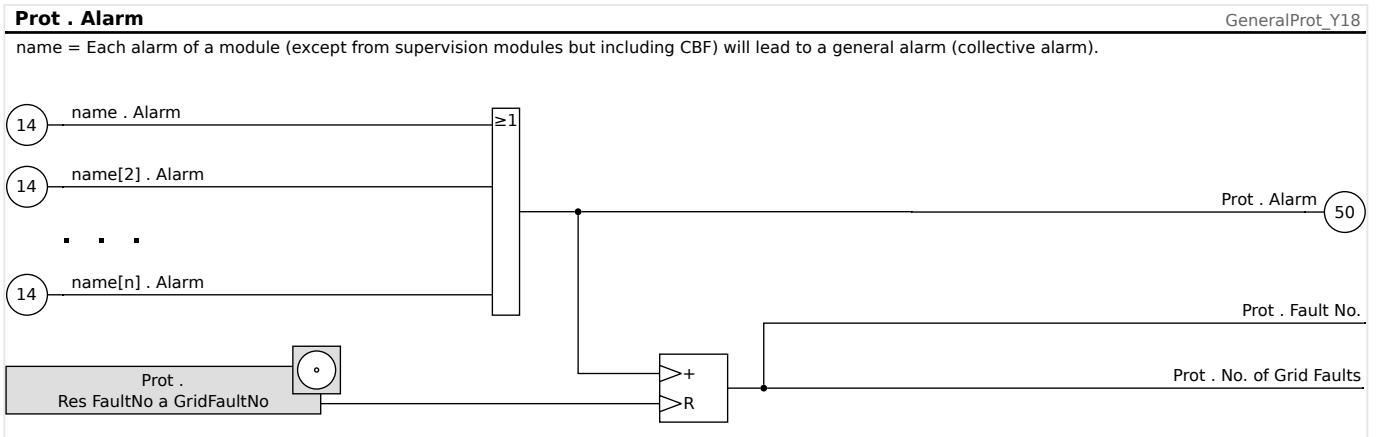 Prot . Alarm
GeneralProt_Y18
name = Each alarm of a module (except from supervision modules but including CBF) will lead to a general alarm (collective alarm).
14
name . Alarm
≥1
14
name[2] . Alarm
Prot . Alarm
50
14
name[n] . Alarm
Prot . Fault No.
Prot .
Res FaultNo a GridFaultNo
+
R
Prot . No. of Grid Faults